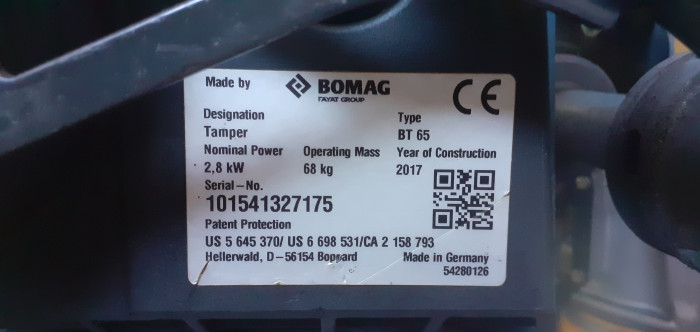 Made by BOMAG CE
FAYAT GROUP
Designation Type
Tamper BT 65
Nominal Power Operating Mass Year of Construction
2,8 kW 68 kg 2017
Serial-No.
101541327175
Patent Protection
US 5 645 370/ US 6 698 531/CA 2 158 793
Hellerwald, D-56154 Boppard Made in Germany
54280126